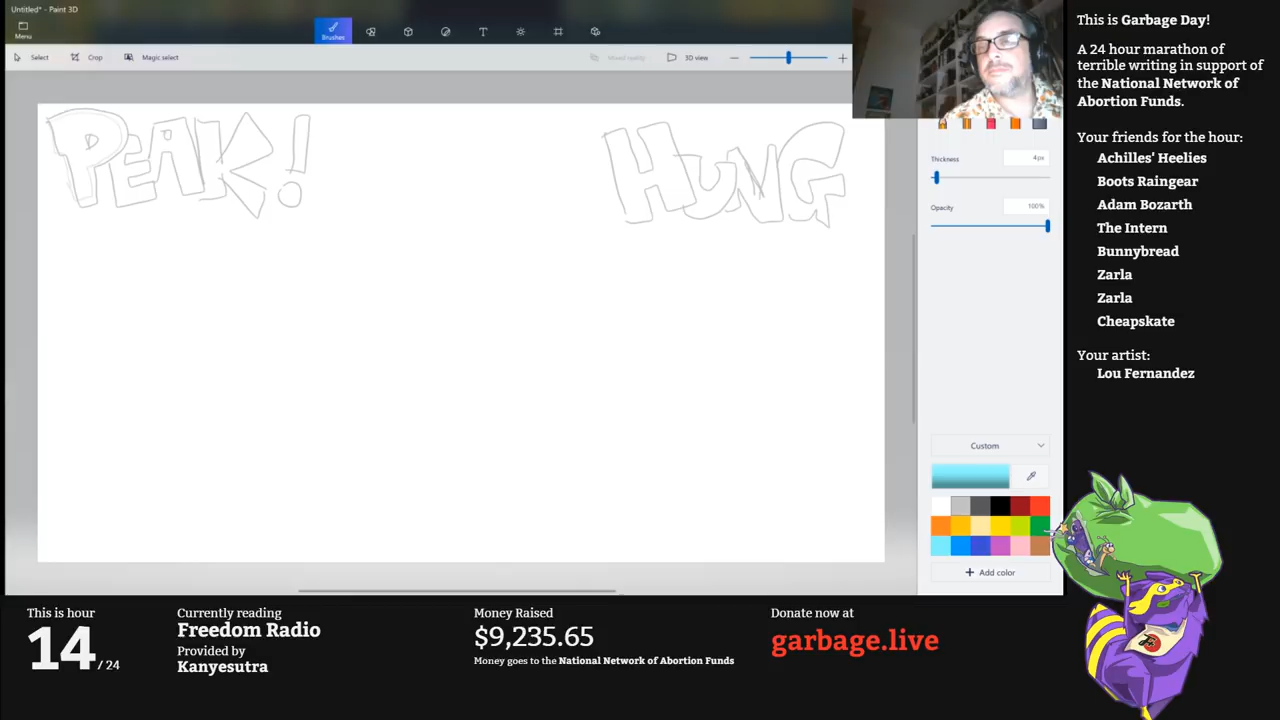 Untitled* - Paint 3D
Menu
Brushes
Select
Crop
Magic select
Mixed reality
3D view
PEAK!
HUNG
Thickness
4px
Opacity
100%
Custom
+ Add color
This is Garbage Day!
A 24 hour marathon of
terrible writing in support of
the National Network of
Abortion Funds.
Your friends for the hour:
Achilles' Heelies
Boots Raingear
Adam Bozarth
The Intern
Bunnybread
Zarla
Zarla
Cheapskate
Your artist:
Lou Fernandez
This is hour
14 / 24
Currently reading
Freedom Radio
Provided by
Kanyesutra
Money Raised
$9,235.65
Money goes to the National Network of Abortion Funds
Donate now at
garbage.live